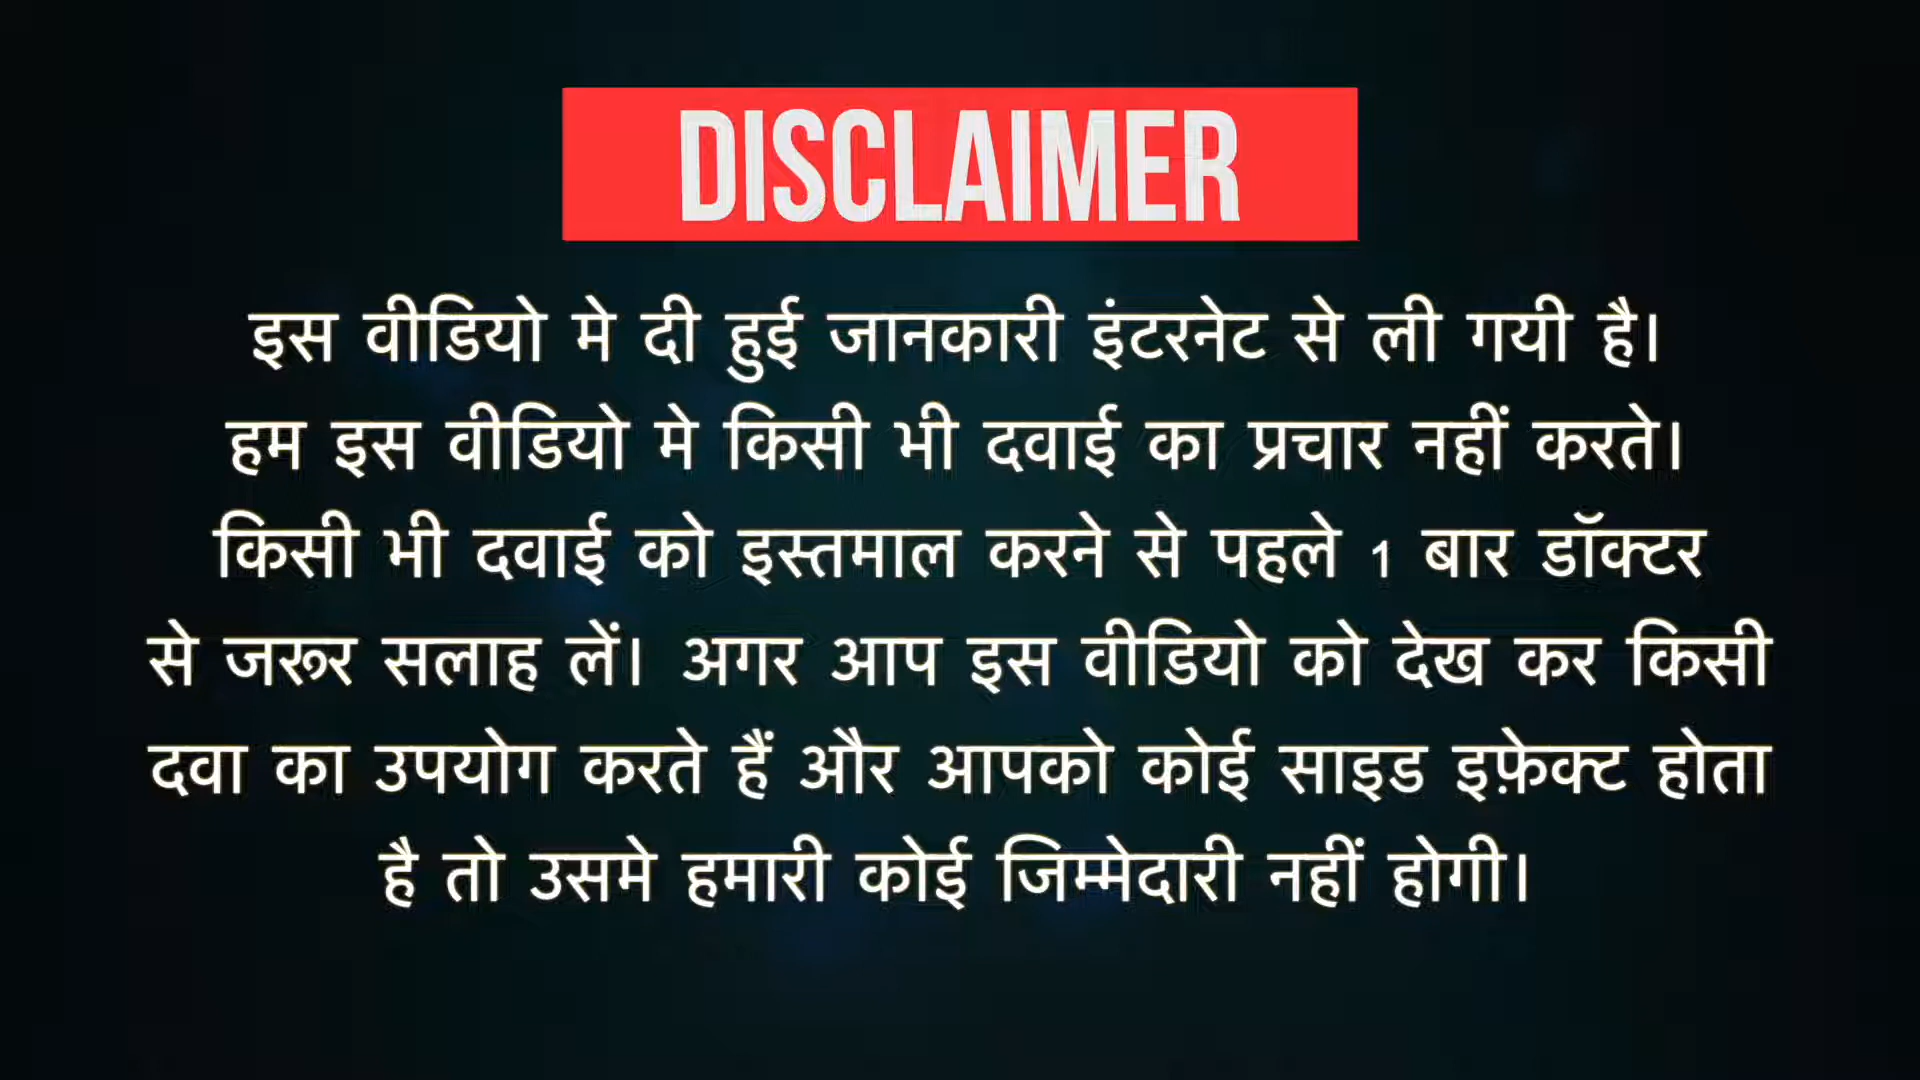 DISCLAIMER
इस वीडियो मे दी हुई जानकारी इंटरनेट से ली गयी है।
हम इस वीडियो मे किसी भी दवाई का प्रचार नहीं करते।
किसी भी दवाई को इस्तमाल करने से पहले 1 बार डॉक्टर
से जरूर सलाह लें। अगर आप इस वीडियो को देख कर किसी
दवा का उपयोग करते हैं और आपको कोई साइड इफ़ेक्ट होता
है तो उसमे हमारी कोई जिम्मेदारी नहीं होगी।